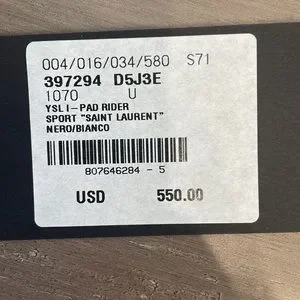 004/016/034/580 S71
397294 D5J3E
1070 U
YSL I-PAD RIDER
SPORT "SAINT LAURENT"
NERO/BIANCO
807646284 - 5
USD 550.00